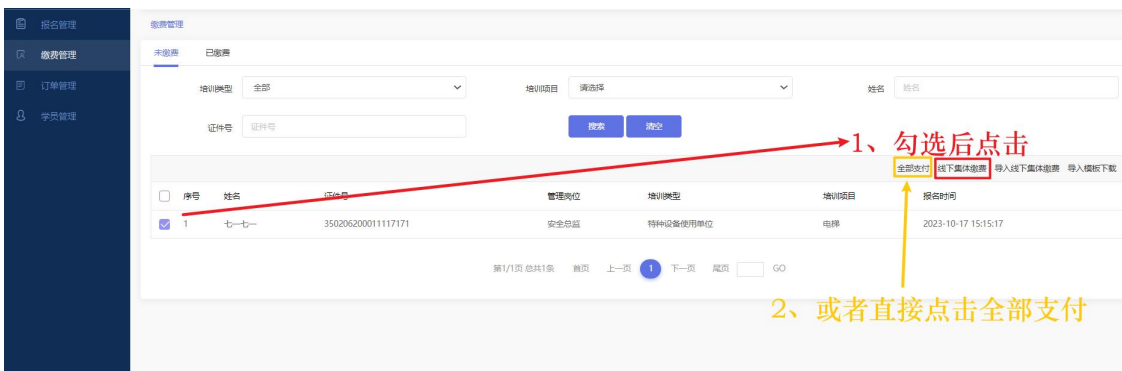 报名管理
缴费管理
订单管理
学员管理
缴费管理
未缴费 已缴费
培训类型 全部 培训项目 请选择 姓名 姓名
证件号 证件号 搜索 清空
1、勾选后点击
全部支付 线下集体缴费 导入线下集体缴费 导入模板下载
序号 姓名 证件号 管理岗位 培训类型 培训项目 报名时间
1 七一七一 350206200011117171 安全总监 特种设备使用单位 电梯 2023-10-17 15:15:17
第1/1页 总共1条 首页 上一页 1 下一页 尾页 GO
2、或者直接点击全部支付